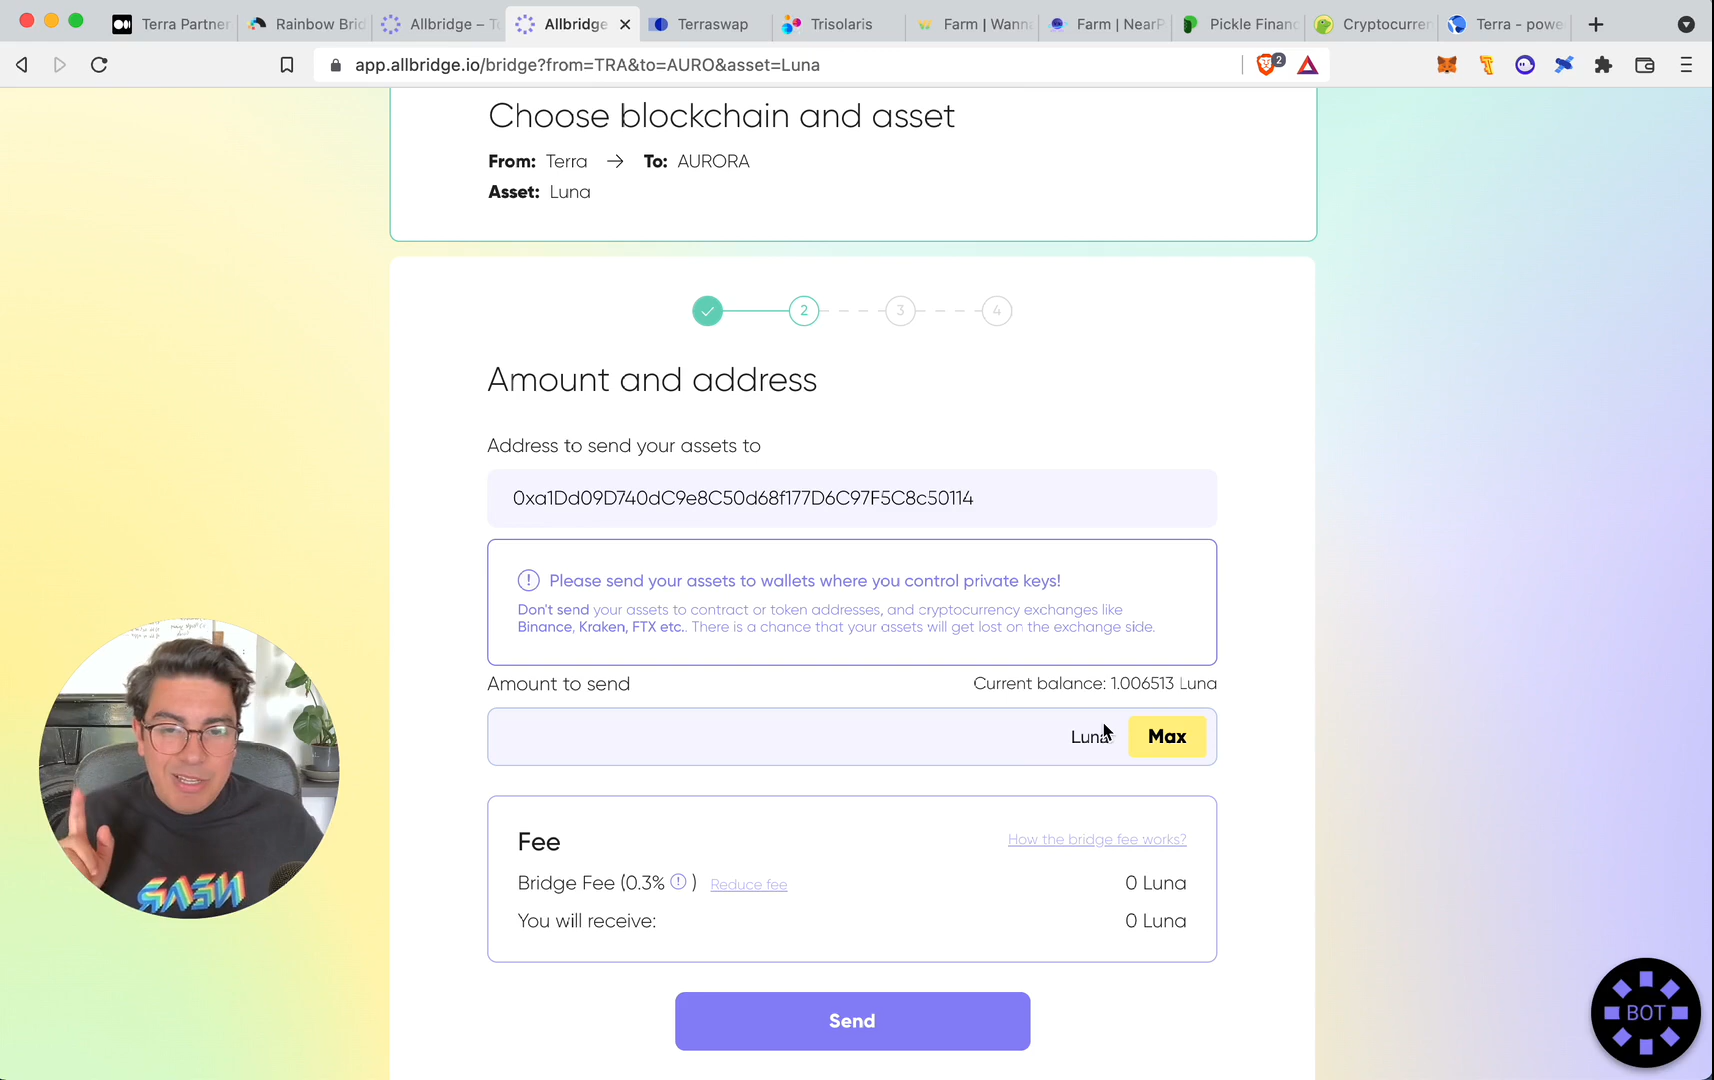 Terra Partner
Rainbow Brid
Allbridge – To
Allbridge
Terraswap
Trisolaris
Farm | Wanna
Farm | NearP
Pickle Financ
Cryptocurren
Terra - powe
app.allbridge.io/bridge?from=TRA&to=AURO&asset=Luna
2
Choose blockchain and asset
From: Terra → To: AURORA
Asset: Luna
2 3 4
Amount and address
Address to send your assets to
0xa1Dd09D740dC9e8C50d68f177D6C97F5C8c50114
Please send your assets to wallets where you control private keys!
Don't send your assets to contract or token addresses, and cryptocurrency exchanges like
Binance, Kraken, FTX etc.. There is a chance that your assets will get lost on the exchange side.
Amount to send Current balance: 1.006513 Luna
Luna Max
Fee How the bridge fee works?
Bridge Fee (0.3% ! ) Reduce fee 0 Luna
You will receive: 0 Luna
Send
BOT